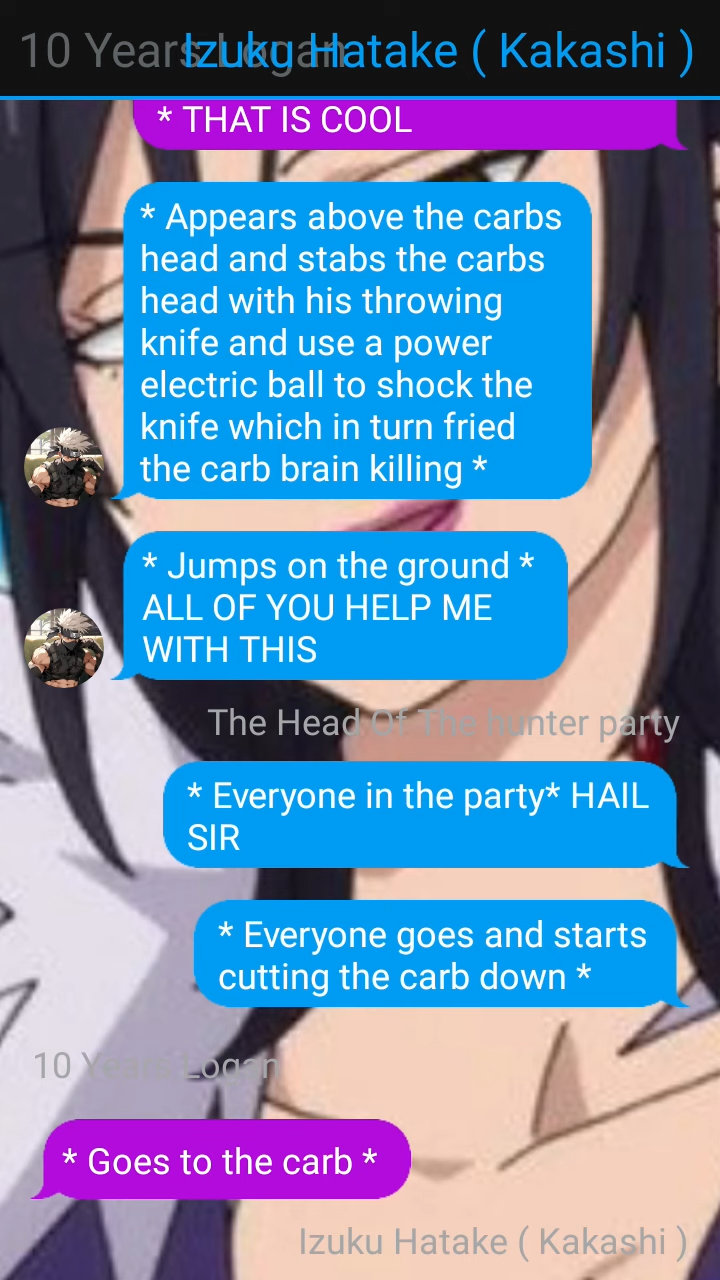 10 Years Logan
Izuku Hatake ( Kakashi )
* THAT IS COOL
* Appears above the carbs
head and stabs the carbs
head with his throwing
knife and use a power
electric ball to shock the
knife which in turn fried
the carb brain killing *
* Jumps on the ground *
ALL OF YOU HELP ME
WITH THIS
The Head Of The hunter party
* Everyone in the party* HAIL
SIR
* Everyone goes and starts
cutting the carb down *
10 Years Logan
* Goes to the carb *
Izuku Hatake ( Kakashi )